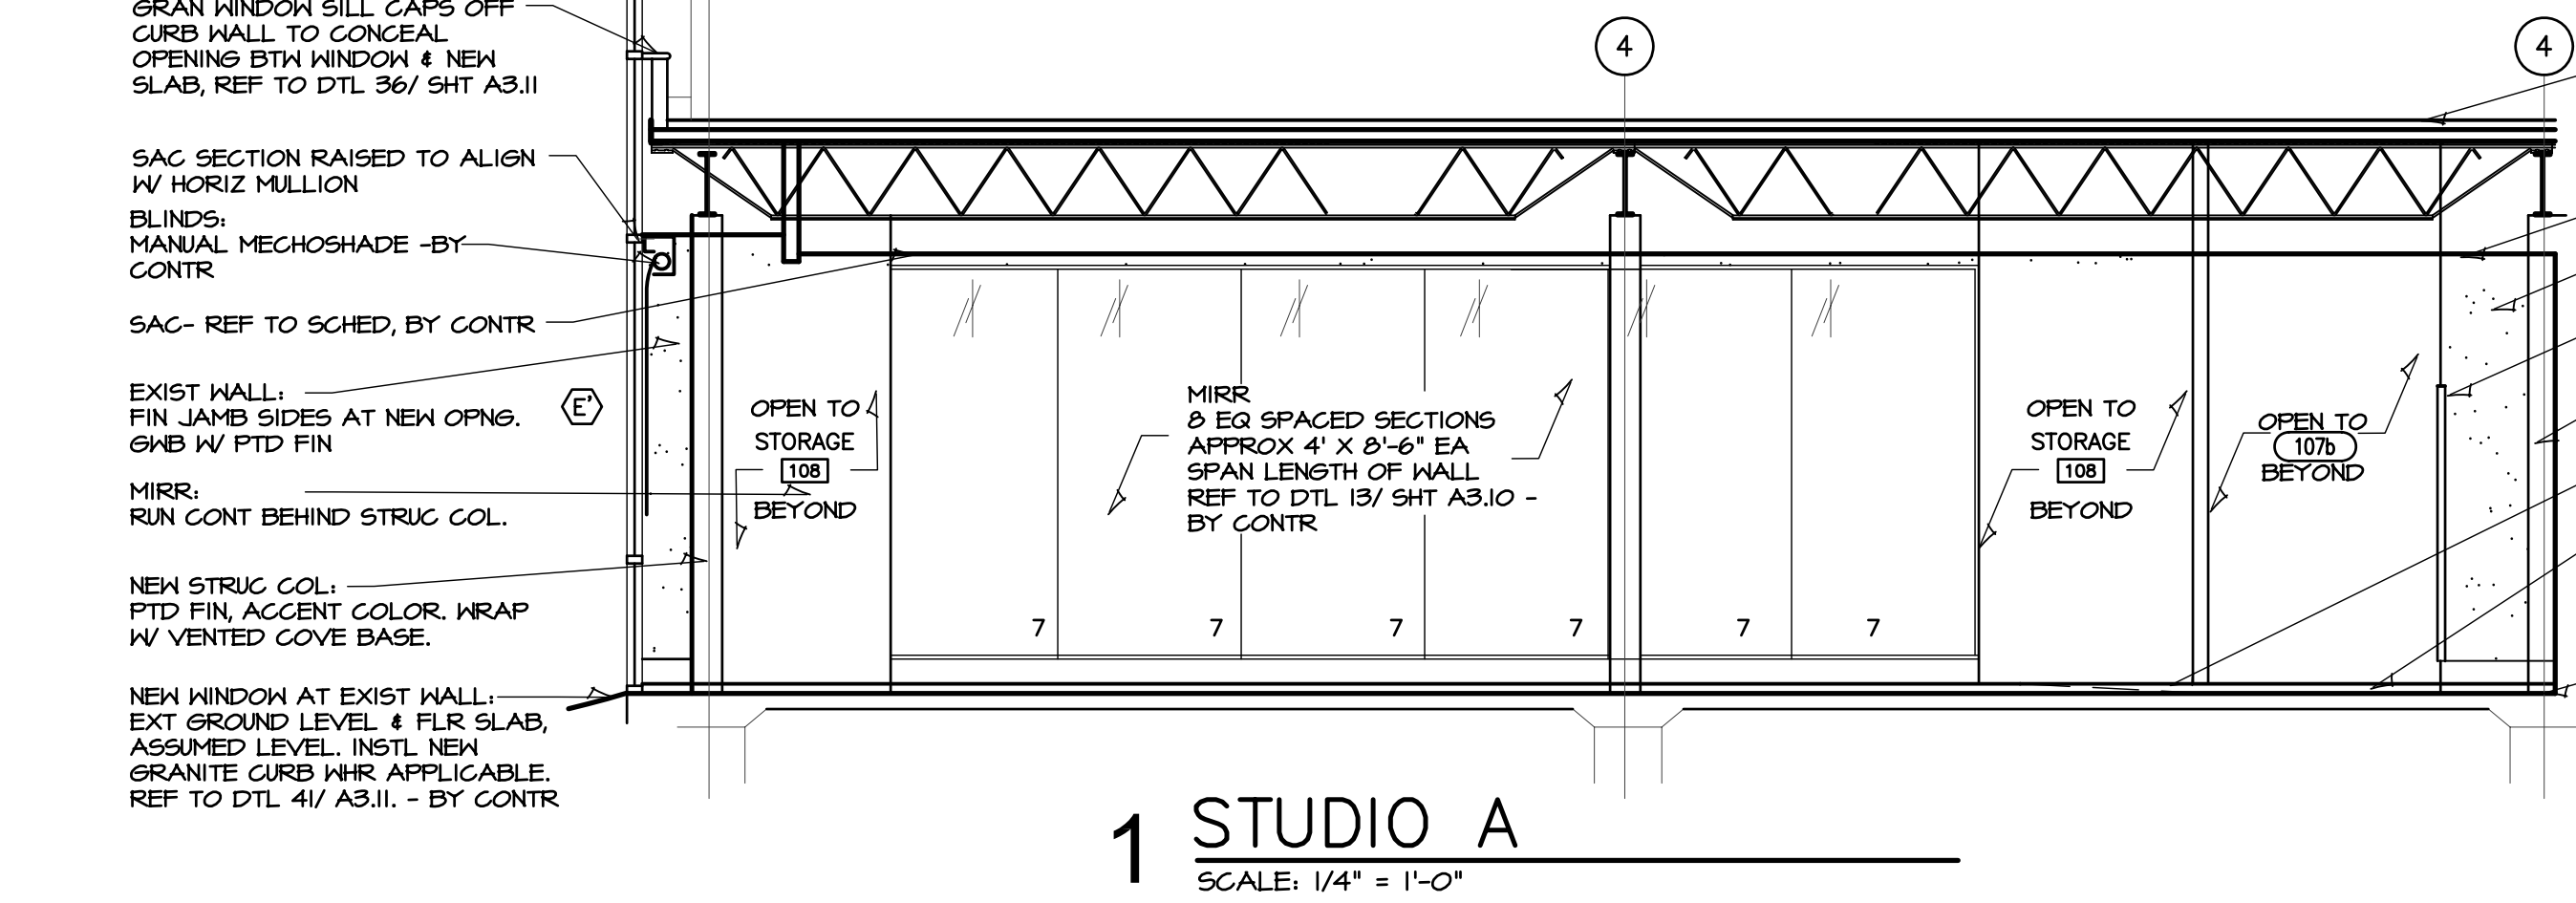 GRAN WINDOW SILL CAPS OFF
CURB WALL TO CONCEAL
OPENING BTW WINDOW & NEW
SLAB, REF TO DTL 36/ SHT A3.11
SAC SECTION RAISED TO ALIGN
W/ HORIZ MULLION
BLINDS:
MANUAL MECHOSHADE -BY
CONTR
SAC- REF TO SCHED, BY CONTR
EXIST WALL:
FIN JAMB SIDES AT NEW OPNG.
GWB W/ PTD FIN
MIRR:
RUN CONT BEHIND STRUC COL.
NEW STRUC COL:
PTD FIN, ACCENT COLOR. WRAP
W/ VENTED COVE BASE.
NEW WINDOW AT EXIST WALL:
EXT GROUND LEVEL & FLR SLAB,
ASSUMED LEVEL. INSTL NEW
GRANITE CURB WHR APPLICABLE.
REF TO DTL 41/ A3.11. - BY CONTR
E'
4
4
OPEN TO
STORAGE
108
BEYOND
MIRR
8 EQ SPACED SECTIONS
APPROX 4' X 8'-6" EA
SPAN LENGTH OF WALL
REF TO DTL 13/ SHT A3.10 -
BY CONTR
OPEN TO
STORAGE
108
BEYOND
OPEN TO
107b
BEYOND
7 7 7 7 7 7
1 STUDIO A
SCALE: 1/4" = 1'-0"